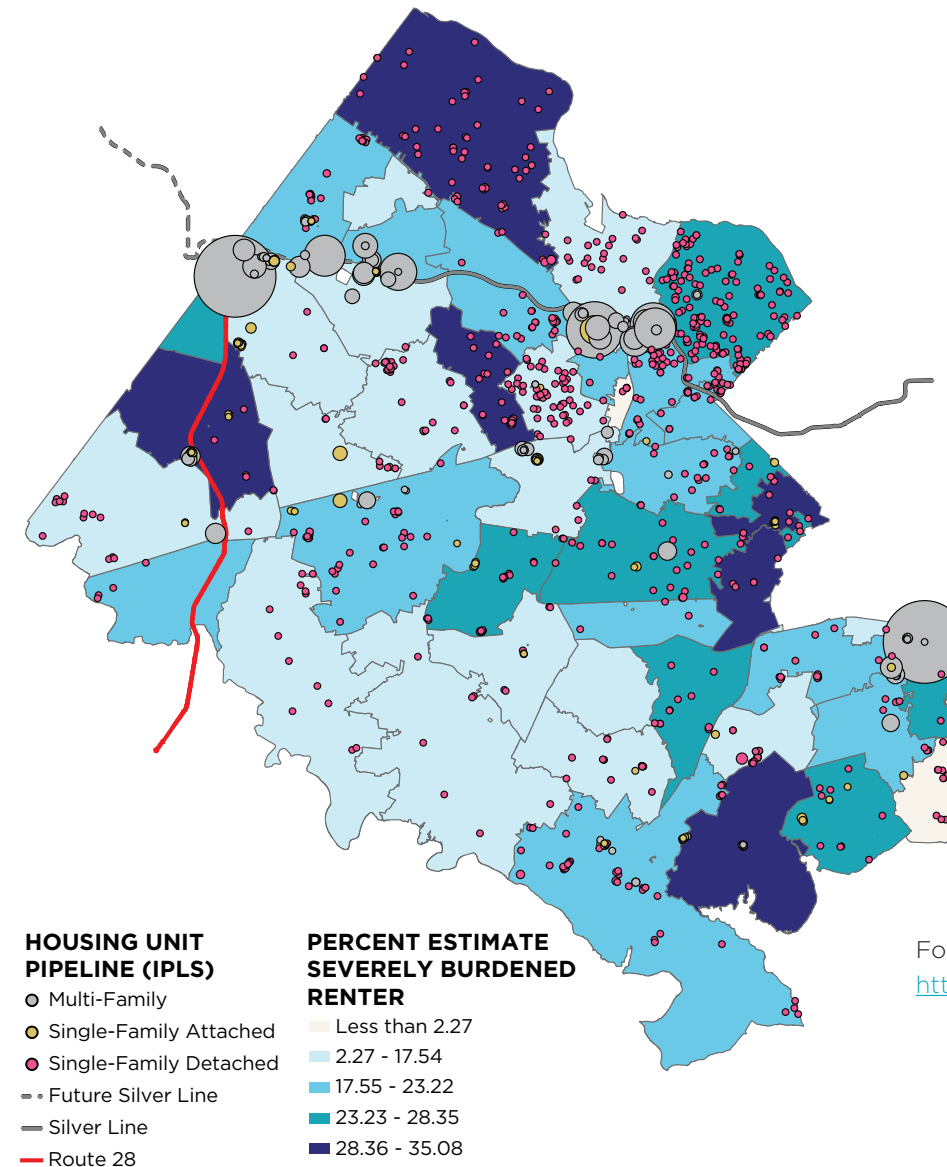 HOUSING UNIT
PIPELINE (IPLS)
Multi-Family
Single-Family Attached
Single-Family Detached
Future Silver Line
Silver Line
Route 28
PERCENT ESTIMATE
SEVERELY BURDENED
RENTER
Less than 2.27
2.27 - 17.54
17.55 - 23.22
23.23 - 28.35
28.36 - 35.08
Fo
htt